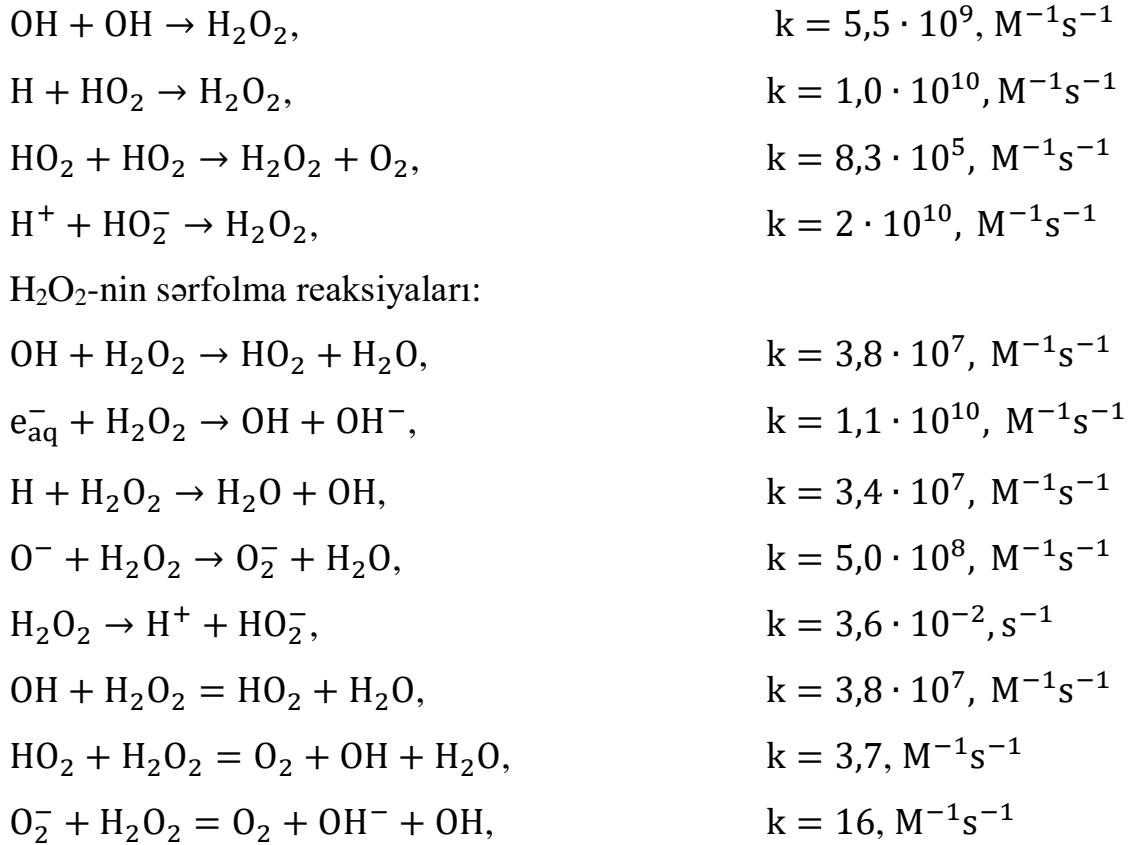 OH + OH → H₂O₂, k = 5,5 · 10⁹, M⁻¹s⁻¹
H + HO₂ → H₂O₂, k = 1,0 · 10¹⁰, M⁻¹s⁻¹
HO₂ + HO₂ → H₂O₂ + O₂, k = 8,3 · 10⁵, M⁻¹s⁻¹
H⁺ + HO₂⁻ → H₂O₂, k = 2 · 10¹⁰, M⁻¹s⁻¹
H₂O₂-nin sərfolma reaksiyaları:
OH + H₂O₂ → HO₂ + H₂O, k = 3,8 · 10⁷, M⁻¹s⁻¹
e⁻aq + H₂O₂ → OH + OH⁻, k = 1,1 · 10¹⁰, M⁻¹s⁻¹
H + H₂O₂ → H₂O + OH, k = 3,4 · 10⁷, M⁻¹s⁻¹
O⁻ + H₂O₂ → O₂⁻ + H₂O, k = 5,0 · 10⁸, M⁻¹s⁻¹
H₂O₂ → H⁺ + HO₂⁻, k = 3,6 · 10⁻², s⁻¹
OH + H₂O₂ = HO₂ + H₂O, k = 3,8 · 10⁷, M⁻¹s⁻¹
HO₂ + H₂O₂ = O₂ + OH + H₂O, k = 3,7, M⁻¹s⁻¹
O₂⁻ + H₂O₂ = O₂ + OH⁻ + OH, k = 16, M⁻¹s⁻¹